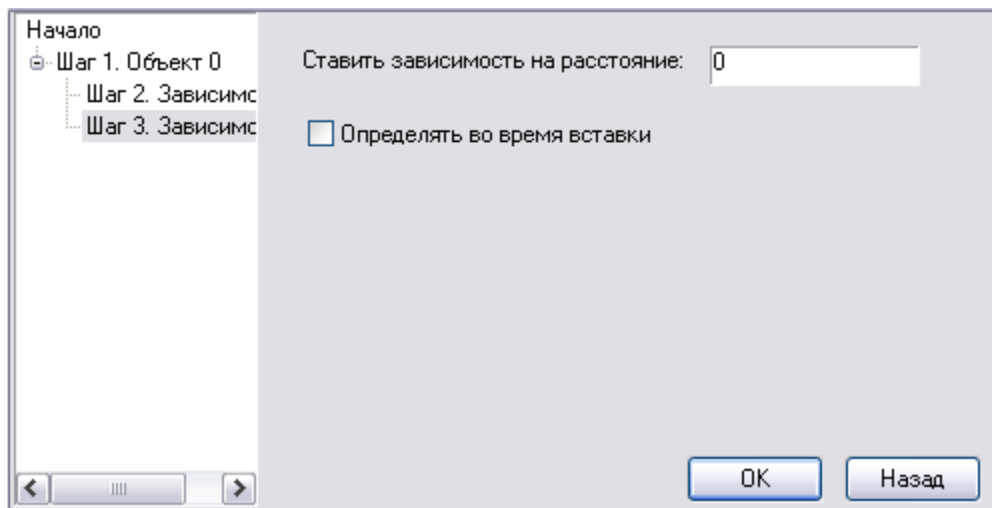 Начало
Шаг 1. Объект 0
Шаг 2. Зависимс
Шаг 3. Зависимс
Ставить зависимость на расстояние: 0
Определять во время вставки
OK Назад